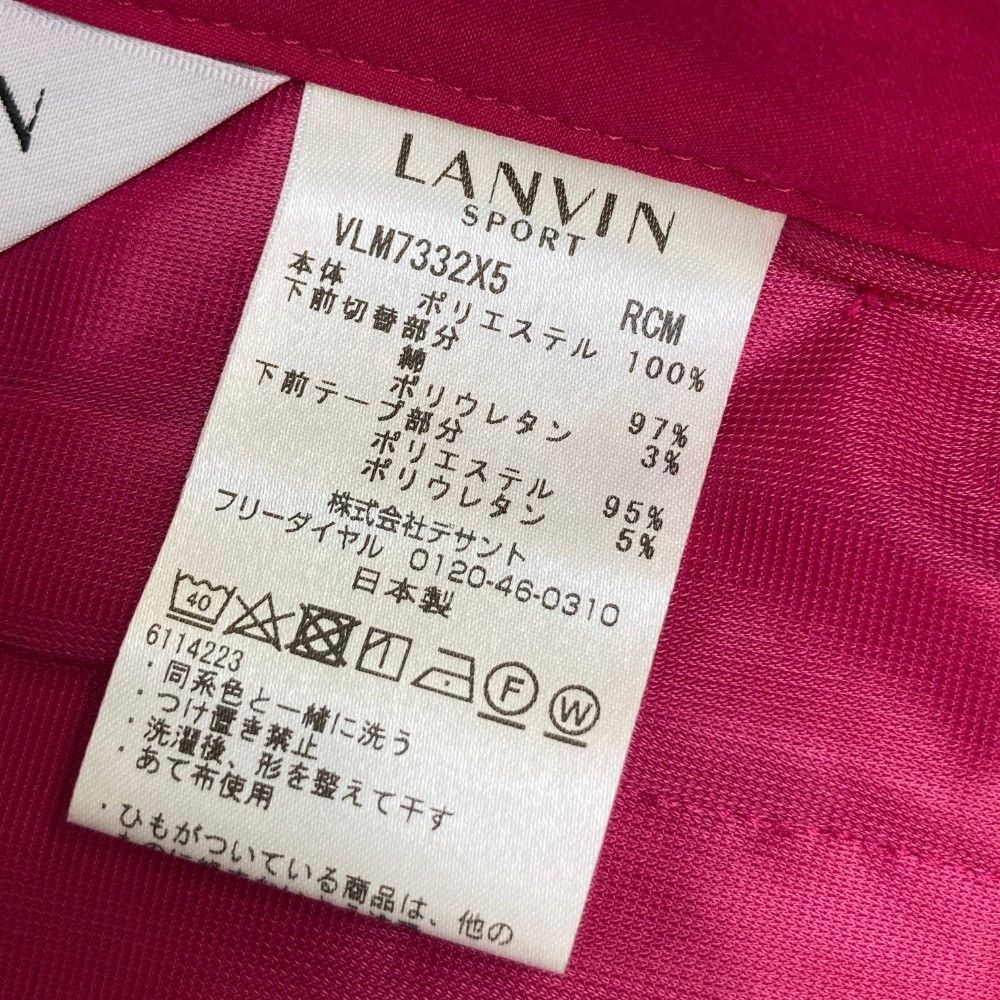 N
LANVIN
SPORT
VLM7332X5 RCM
本体 ポリエステル 100%
下前切替部分
綿 97%
ポリウレタン 3%
下前テープ部分
ポリエステル 95%
ポリウレタン 5%
株式会社デサント
フリーダイヤル 0120-46-0310
日本製
40 F W
6114223
・同系色と一緒に洗う
・つけ置き禁止
・洗濯後、形を整えて干す
・あて布使用
・ひもがついている商品は、他の